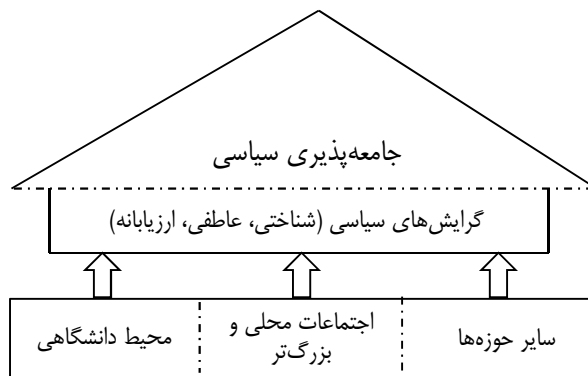 جامعه‌پذیری سیاسی
گرایش‌های سیاسی (شناختی، عاطفی، ارزیابانه)
سایر حوزه‌ها
اجتماعات محلی و
بزرگ‌تر
محیط دانشگاهی